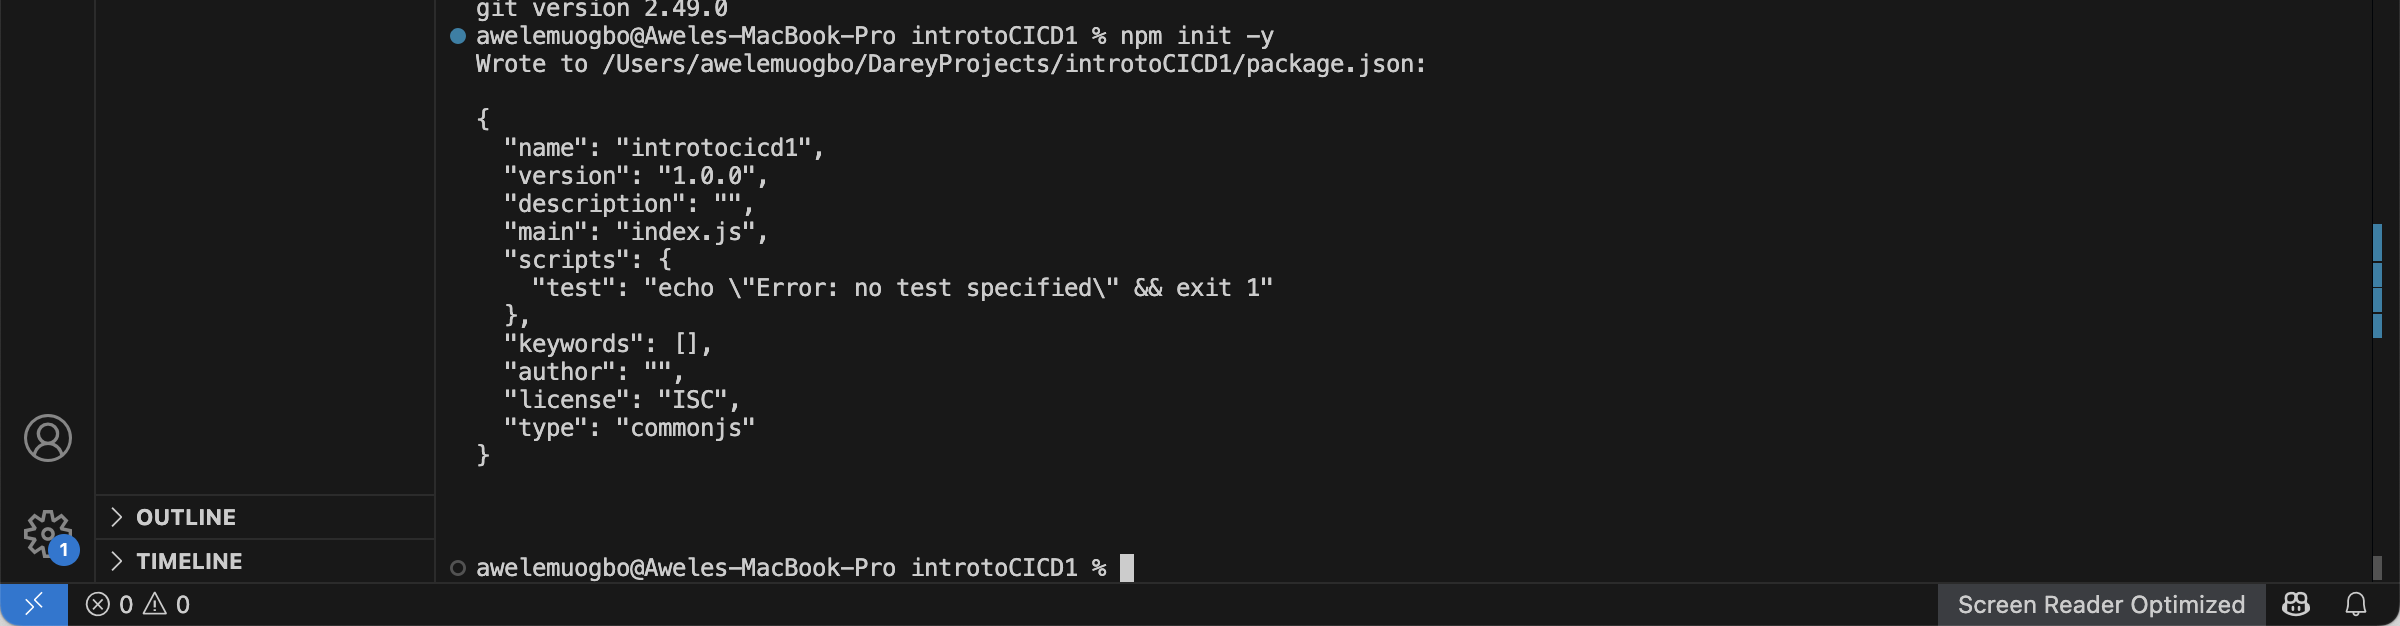 git version 2.49.0
awelemuogbo@Aweles-MacBook-Pro introtoCICD1 % npm init -y
Wrote to /Users/awelemuogbo/DareyProjects/introtoCICD1/package.json:
{
  "name": "introtocicd1",
  "version": "1.0.0",
  "description": "",
  "main": "index.js",
  "scripts": {
    "test": "echo \"Error: no test specified\" && exit 1"
  },
  "keywords": [],
  "author": "",
  "license": "ISC",
  "type": "commonjs"
}
1
OUTLINE
TIMELINE
awelemuogbo@Aweles-MacBook-Pro introtoCICD1 %
0 0
Screen Reader Optimized